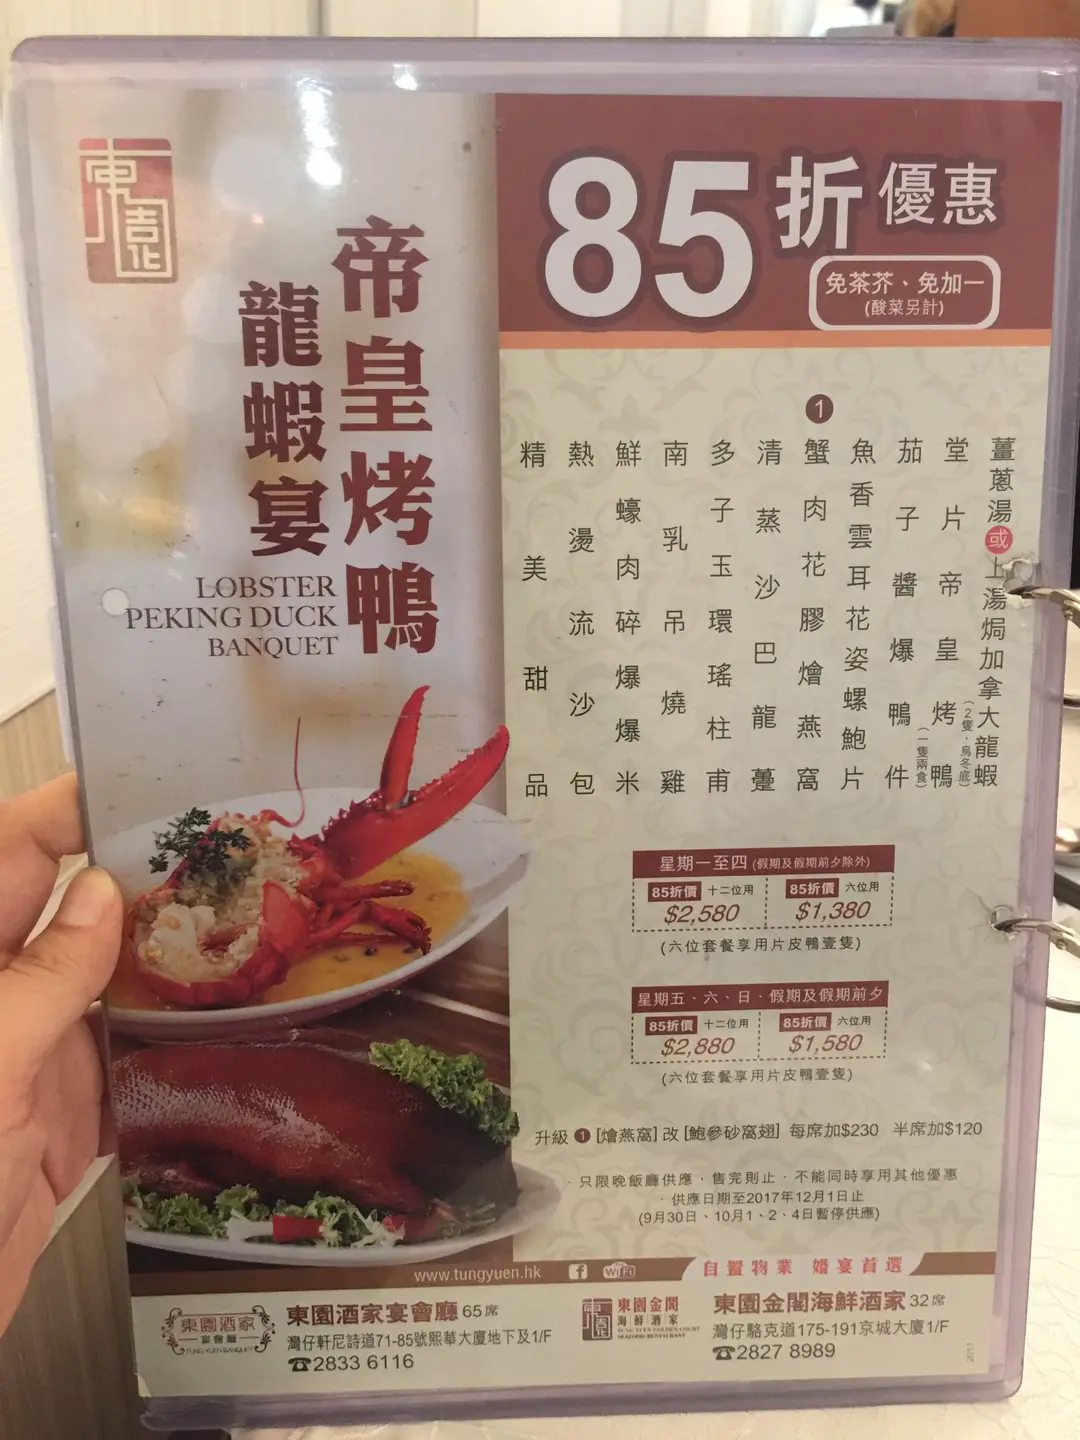 東園
帝皇烤鴨
龍蝦宴
LOBSTER
PEKING DUCK
BANQUET
85折優惠
免茶芥、免加一
(酸菜另計)
薑蔥湯或上湯焗加拿大龍蝦
(2隻,烏冬底)
堂片帝皇烤鴨
(一隻兩食)
茄子醬爆鴨件
魚香雲耳花姿螺鮑片
❶
蟹肉花膠燴燕窩
清蒸沙巴龍躉
多子玉環瑤柱甫
南乳吊燒雞
鮮蠔肉碎爆爆米
熱燙流沙包
精美甜品
星期一至四 (假期及假期前夕除外)
85折價 十二位用 85折價 六位用
$2,580 $1,380
(六位套餐享用片皮鴨壹隻)
星期五、六、日、假期及假期前夕
85折價 十二位用 85折價 六位用
$2,880 $1,580
(六位套餐享用片皮鴨壹隻)
升級 ❶ [燴燕窩] 改 [鮑參砂窩翅] 每席加$230 半席加$120
· 只限晚飯廳供應,售完則止 · 不能同時享用其他優惠
· 供應日期至2017年12月1日止
(9月30日、10月1、2、4日暫停供應)
www.tungyuen.hk f WiFi 自置物業 婚宴首選
東園酒家
宴會廳
TUNG YUEN BANQUET
東園酒家宴會廳 65席
灣仔軒尼詩道71-85號熙華大廈地下及1/F
☎2833 6116
東園
東園金閣
海鮮酒家
TUNG YUEN GOLDEN COURT
SEAFOOD RESTAURANT
東園金閣海鮮酒家 32席
灣仔駱克道175-191京城大廈1/F
☎2827 8989